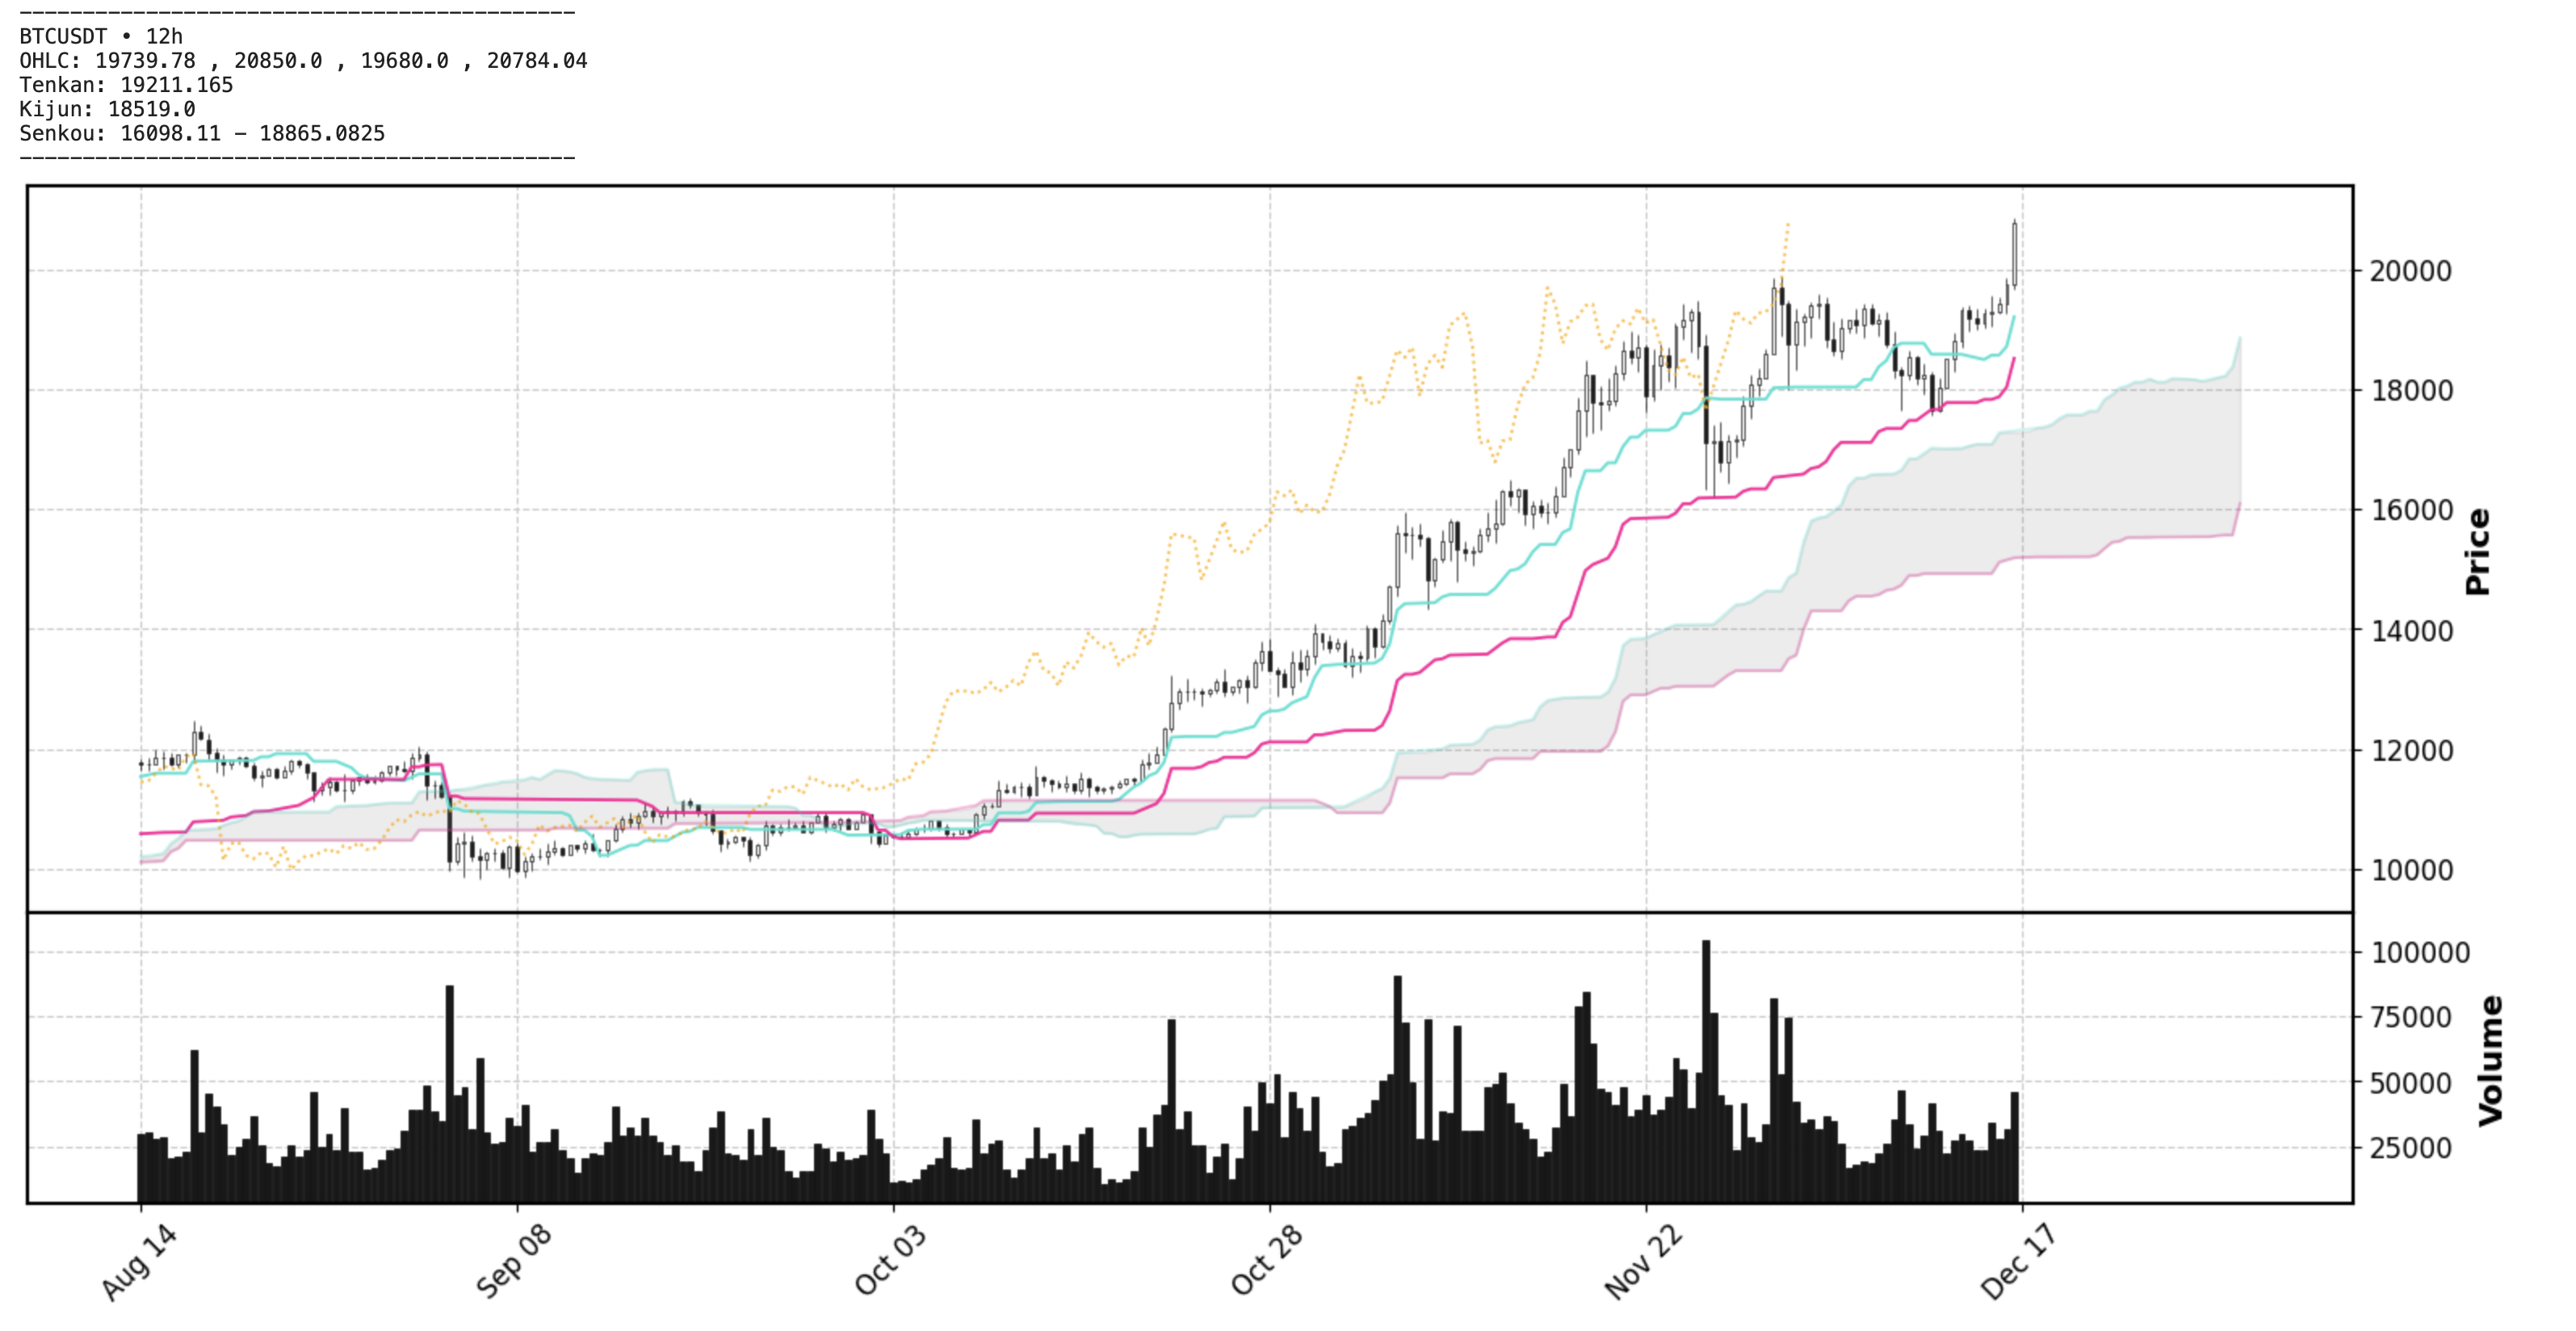 ____________________________________________
BTCUSDT • 12h
OHLC: 19739.78 , 20850.0 , 19680.0 , 20784.04
Tenkan: 19211.165
Kijun: 18519.0
Senkou: 16098.11 – 18865.0825
____________________________________________
20000
18000
16000
14000
12000
10000
Price
100000
75000
50000
25000
Volume
Aug 14
Sep 08
Oct 03
Oct 28
Nov 22
Dec 17